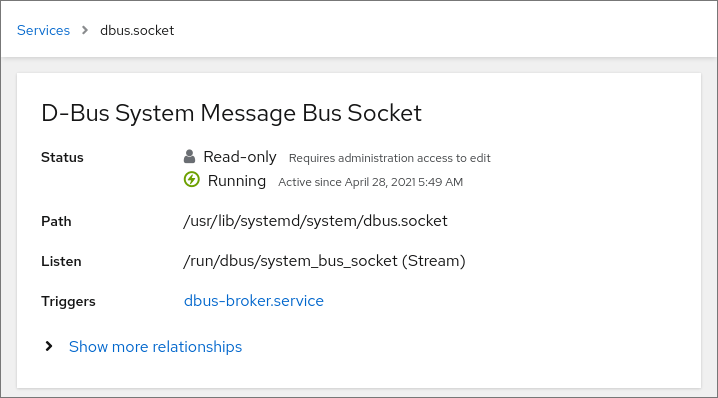 Services > dbus.socket
D-Bus System Message Bus Socket
Status Read-only Requires administration access to edit
Running Active since April 28, 2021 5:49 AM
Path /usr/lib/systemd/system/dbus.socket
Listen /run/dbus/system_bus_socket (Stream)
Triggers dbus-broker.service
Show more relationships